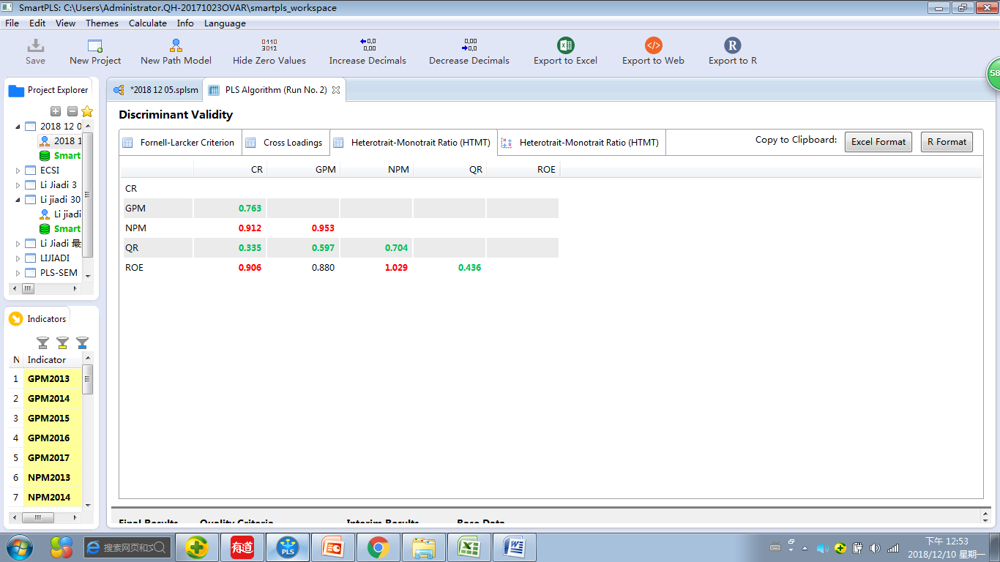 SmartPLS: C:\Users\Administrator.QH-20171023OVAR\smartpls_workspace
File Edit View Themes Calculate Info Language
Save New Project New Path Model Hide Zero Values Increase Decimals Decrease Decimals Export to Excel Export to Web Export to R
58
Project Explorer
*2018 12 05.splsm PLS Algorithm (Run No. 2)
Discriminant Validity
2018 12 0
2018 1
Smart
ECSI
Li Jiadi 3
Li jiadi 30
Li jiadi
Smart
Li Jiadi 最
LIJIADI
PLS-SEM
Fornell-Larcker Criterion Cross Loadings Heterotrait-Monotrait Ratio (HTMT) Heterotrait-Monotrait Ratio (HTMT) Copy to Clipboard: Excel Format R Format
CR GPM NPM QR ROE
CR
GPM 0.763
NPM 0.912 0.953
QR 0.335 0.597 0.704
ROE 0.906 0.880 1.029 0.436
Indicators
N Indicator
1 GPM2013
2 GPM2014
3 GPM2015
4 GPM2016
5 GPM2017
6 NPM2013
7 NPM2014
Final Results Quality Criteria Interim Results Base Data
搜索网页和文
有道
PLS
下午 12:53
2018/12/10 星期一